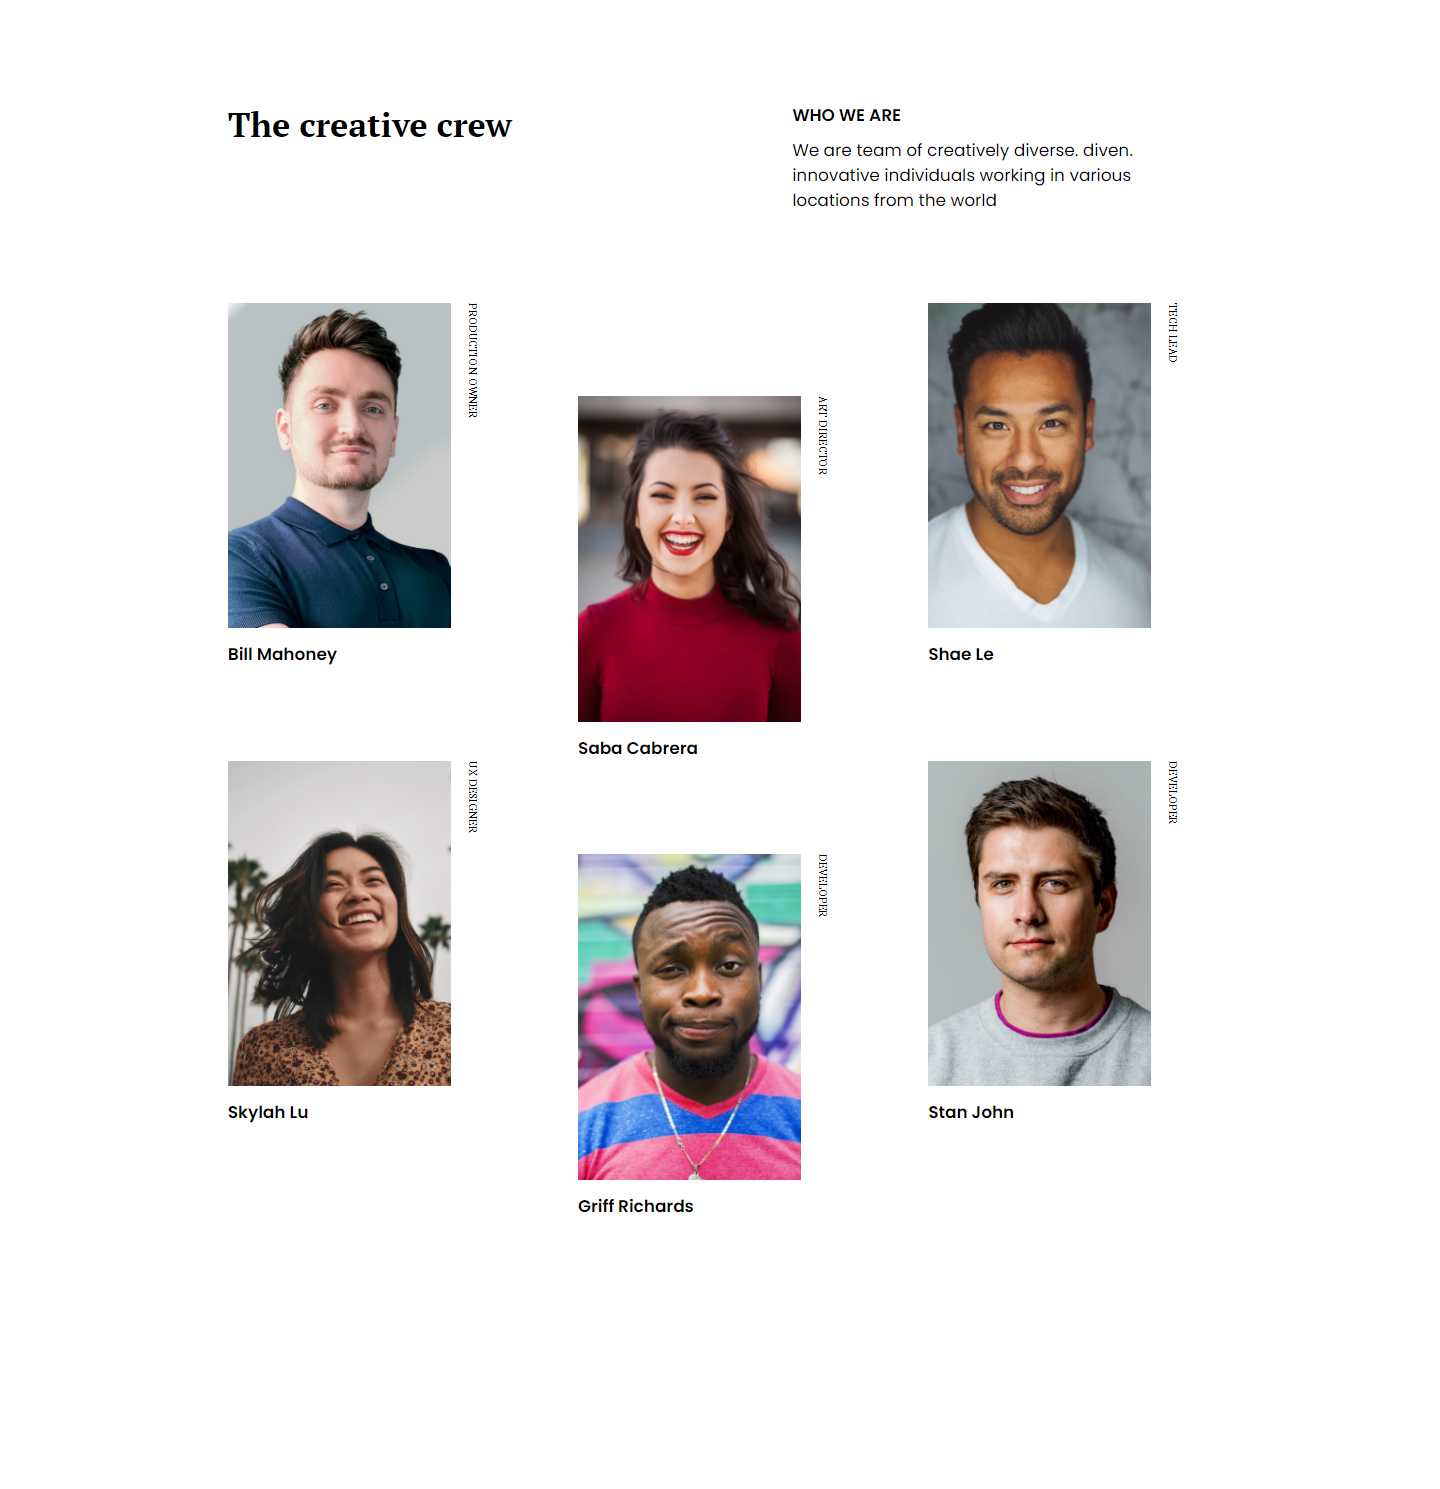 The creative crew
WHO WE ARE
We are team of creatively diverse. diven.
innovative individuals working in various
locations from the world
PRODUCTION OWNER
Bill Mahoney
ART DIRECTOR
Saba Cabrera
TECH LEAD
Shae Le
UX DESIGNER
Skylah Lu
DEVELOPER
Griff Richards
DEVELOPER
Stan John